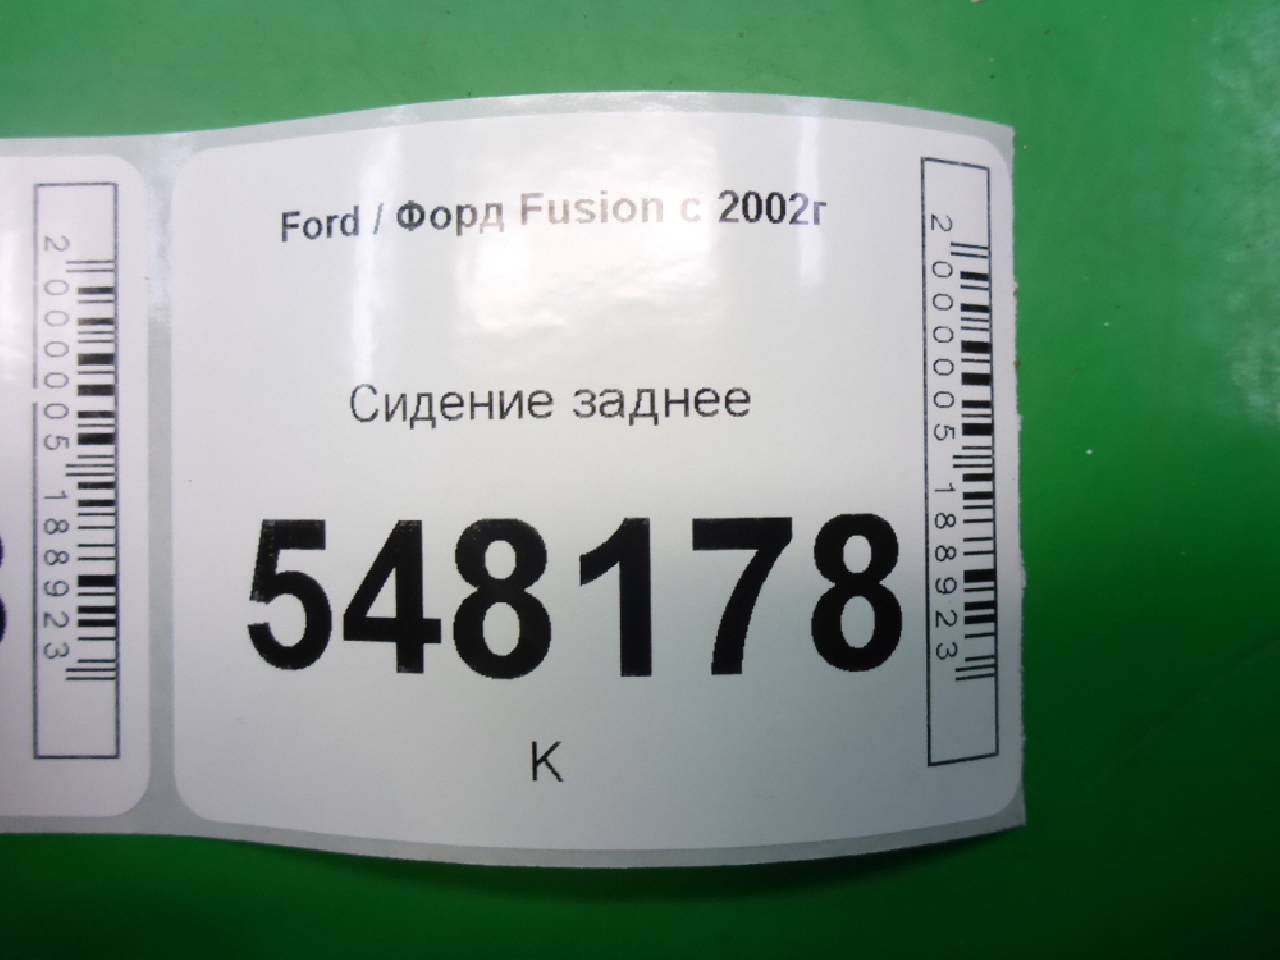 Ford / Форд Fusion с 2002г
Сидение заднее
548178
К
2000005188923
2000005188923